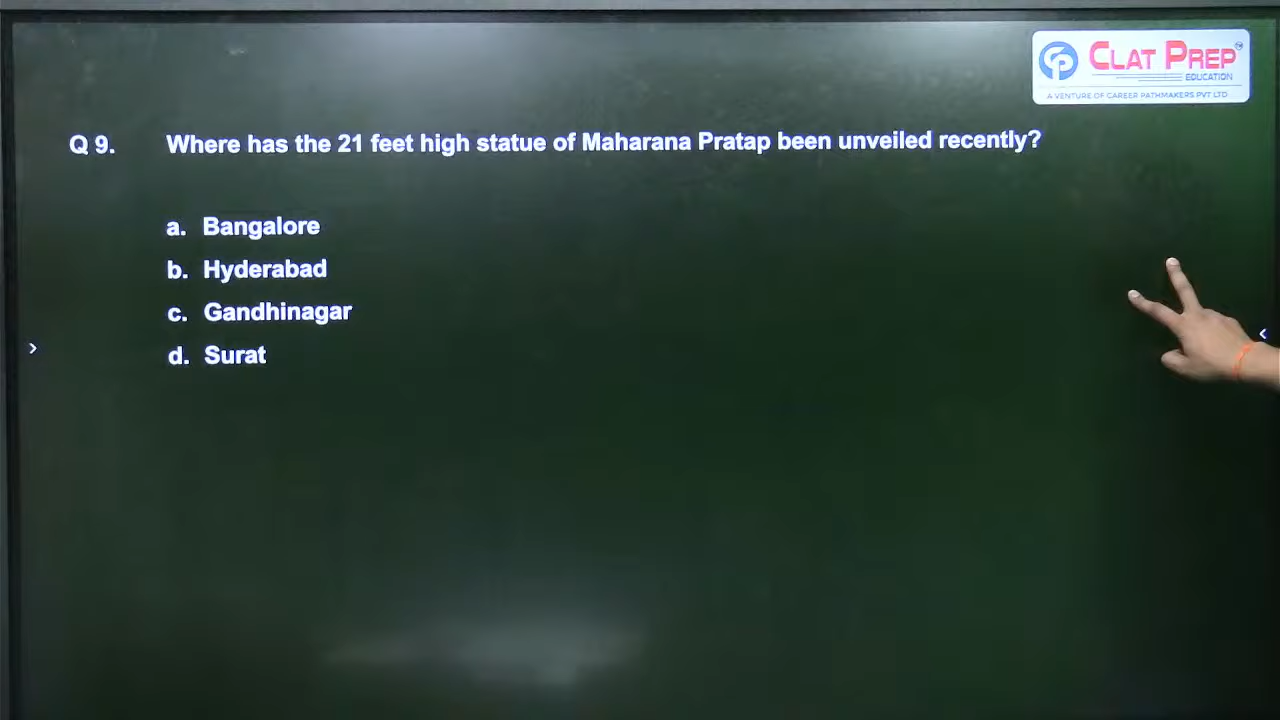 CLAT PREP
EDUCATION
A VENTURE OF CAREER PATHMAKERS PVT LTD
Q 9. Where has the 21 feet high statue of Maharana Pratap been unveiled recently?
a. Bangalore
b. Hyderabad
c. Gandhinagar
d. Surat